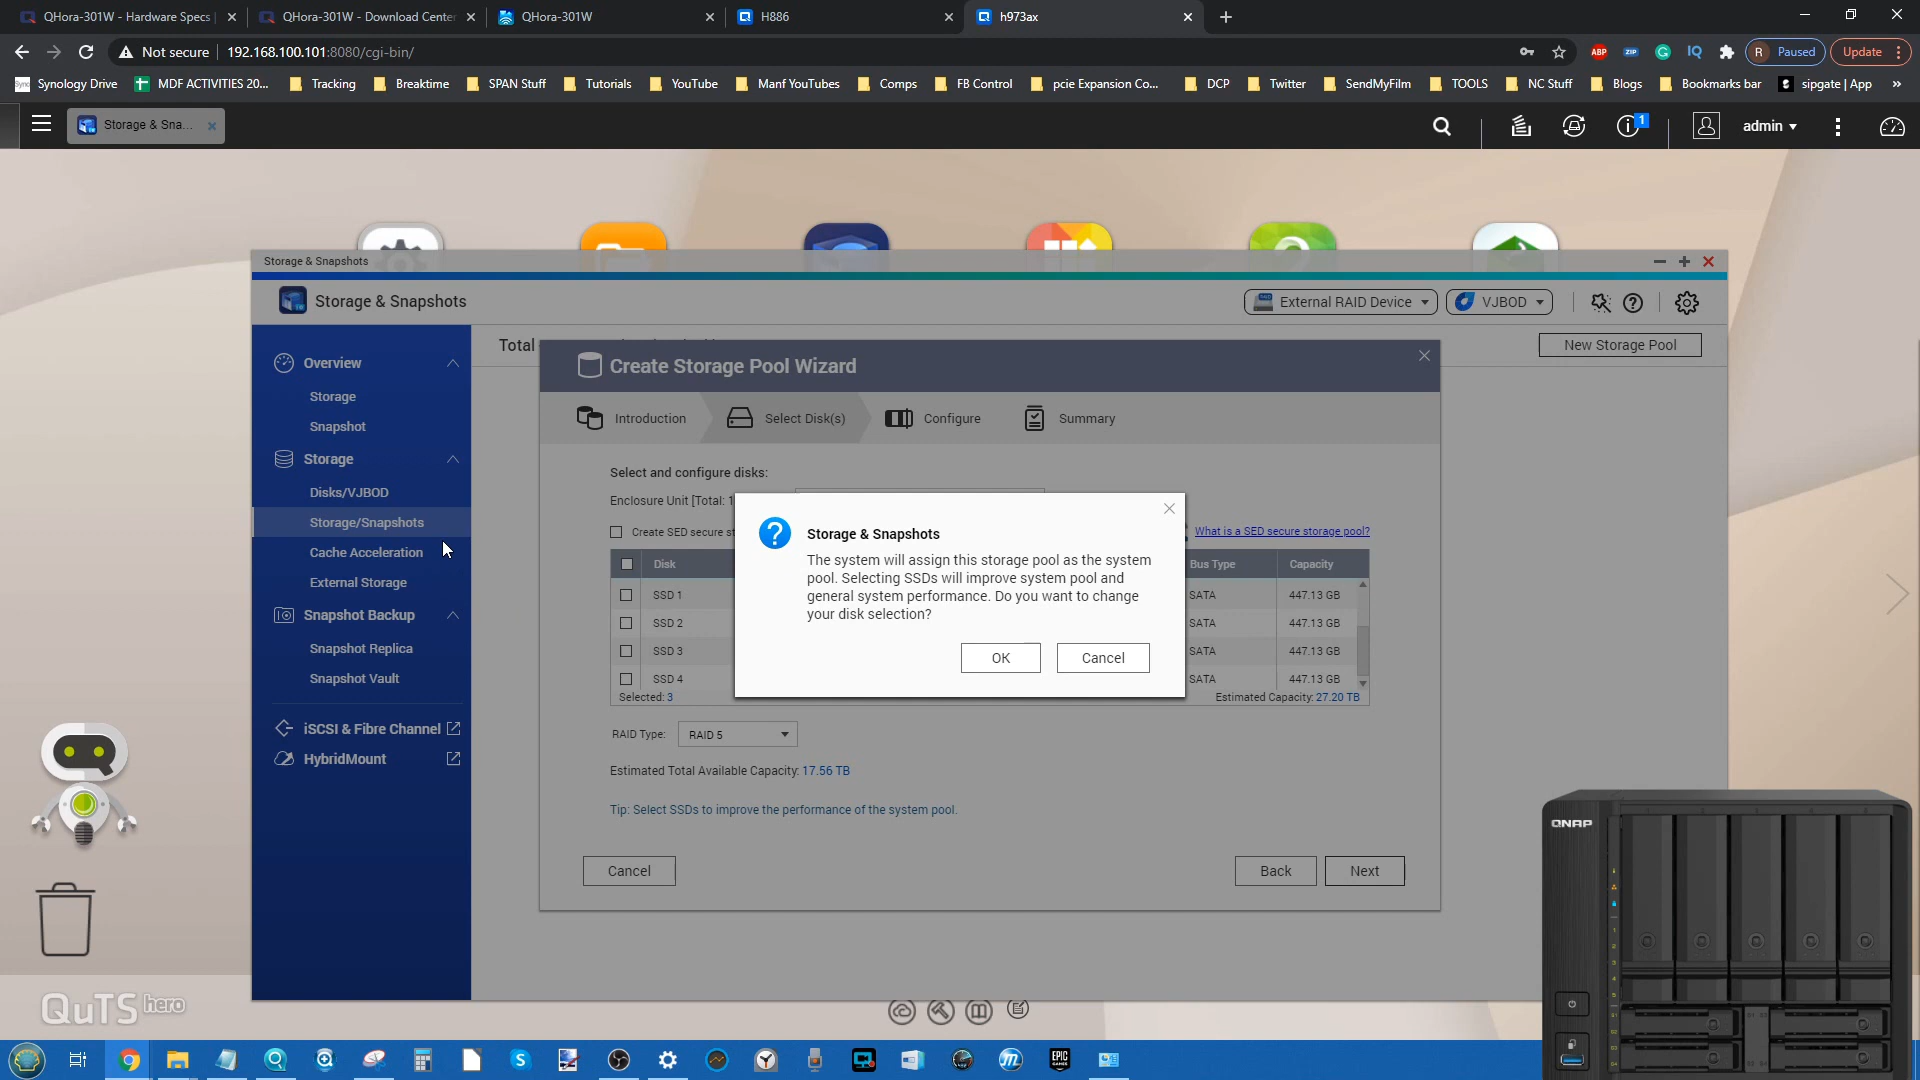 QHora-301W - Hardware Specs
QHora-301W - Download Center
QHora-301W
H886
h973ax
Not secure
192.168.100.101:8080/cgi-bin/
ABP
ZIP
IQ
R Paused
Update
Synology Drive
MDF ACTIVITIES 20...
Tracking
Breaktime
SPAN Stuff
Tutorials
YouTube
Manf YouTubes
Comps
FB Control
pcie Expansion Co...
DCP
Twitter
SendMyFilm
TOOLS
NC Stuff
Blogs
Bookmarks bar
sipgate | App
»
Storage & Sna...
1
admin
Storage & Snapshots
Storage & Snapshots
External RAID Device
VJBOD
Total
New Storage Pool
Overview
Storage
Snapshot
Storage
Disks/VJBOD
Storage/Snapshots
Cache Acceleration
External Storage
Snapshot Backup
Snapshot Replica
Snapshot Vault
iSCSI & Fibre Channel
HybridMount
Create Storage Pool Wizard
Introduction
Select Disk(s)
Configure
Summary
Select and configure disks:
Enclosure Unit [Total: 1
Create SED secure st
What is a SED secure storage pool?
Disk
Bus Type
Capacity
SSD 1
SATA
447.13 GB
SSD 2
SATA
447.13 GB
SSD 3
SATA
447.13 GB
SSD 4
SATA
447.13 GB
Selected: 3
Estimated Capacity: 27.20 TB
Storage & Snapshots
The system will assign this storage pool as the system
pool. Selecting SSDs will improve system pool and
general system performance. Do you want to change
your disk selection?
OK
Cancel
RAID Type:
RAID 5
Estimated Total Available Capacity: 17.56 TB
Tip: Select SSDs to improve the performance of the system pool.
Cancel
Back
Next
QuTS hero
QNAP
EPIC
GAMES